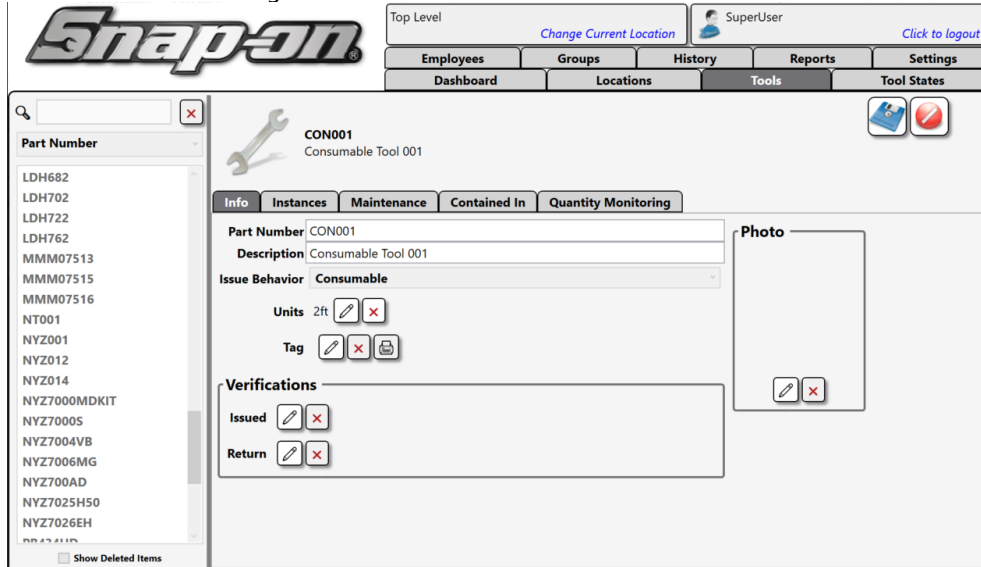 Snap-on
Top Level
Change Current Location
SuperUser
Click to logout
Employees
Groups
History
Reports
Settings
Dashboard
Locations
Tools
Tool States
Part Number
LDH682
LDH702
LDH722
LDH762
MMM07513
MMM07515
MMM07516
NT001
NYZ001
NYZ012
NYZ014
NYZ7000MDKIT
NYZ7000S
NYZ7004VB
NYZ7006MG
NYZ700AD
NYZ7025H50
NYZ7026EH
Show Deleted Items
CON001
Consumable Tool 001
Info
Instances
Maintenance
Contained In
Quantity Monitoring
Part Number CON001
Description Consumable Tool 001
Issue Behavior Consumable
Units 2ft
Tag
Verifications
Issued
Return
Photo